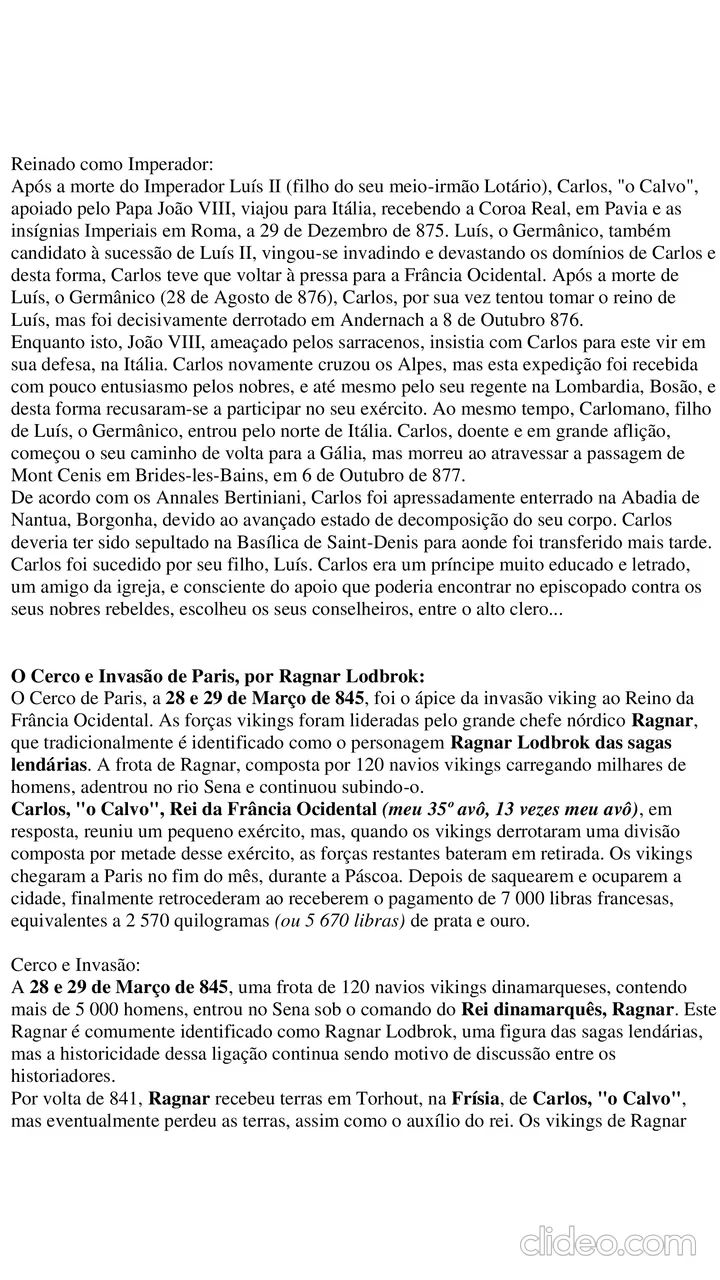 Reinado como Imperador:
Após a morte do Imperador Luís II (filho do seu meio-irmão Lotário), Carlos, "o Calvo",
apoiado pelo Papa João VIII, viajou para Itália, recebendo a Coroa Real, em Pavia e as
insígnias Imperiais em Roma, a 29 de Dezembro de 875. Luís, o Germânico, também
candidato à sucessão de Luís II, vingou-se invadindo e devastando os domínios de Carlos e
desta forma, Carlos teve que voltar à pressa para a Frância Ocidental. Após a morte de
Luís, o Germânico (28 de Agosto de 876), Carlos, por sua vez tentou tomar o reino de
Luís, mas foi decisivamente derrotado em Andernach a 8 de Outubro 876.
Enquanto isto, João VIII, ameaçado pelos sarracenos, insistia com Carlos para este vir em
sua defesa, na Itália. Carlos novamente cruzou os Alpes, mas esta expedição foi recebida
com pouco entusiasmo pelos nobres, e até mesmo pelo seu regente na Lombardia, Bosão, e
desta forma recusaram-se a participar no seu exército. Ao mesmo tempo, Carlomano, filho
de Luís, o Germânico, entrou pelo norte de Itália. Carlos, doente e em grande aflição,
começou o seu caminho de volta para a Gália, mas morreu ao atravessar a passagem de
Mont Cenis em Brides-les-Bains, em 6 de Outubro de 877.
De acordo com os Annales Bertiniani, Carlos foi apressadamente enterrado na Abadia de
Nantua, Borgonha, devido ao avançado estado de decomposição do seu corpo. Carlos
deveria ter sido sepultado na Basílica de Saint-Denis para aonde foi transferido mais tarde.
Carlos foi sucedido por seu filho, Luís. Carlos era um príncipe muito educado e letrado,
um amigo da igreja, e consciente do apoio que poderia encontrar no episcopado contra os
seus nobres rebeldes, escolheu os seus conselheiros, entre o alto clero...
O Cerco e Invasão de Paris, por Ragnar Lodbrok:
O Cerco de Paris, a 28 e 29 de Março de 845, foi o ápice da invasão viking ao Reino da
Frância Ocidental. As forças vikings foram lideradas pelo grande chefe nórdico Ragnar,
que tradicionalmente é identificado como o personagem Ragnar Lodbrok das sagas
lendárias. A frota de Ragnar, composta por 120 navios vikings carregando milhares de
homens, adentrou no rio Sena e continuou subindo-o.
Carlos, "o Calvo", Rei da Frância Ocidental (meu 35º avô, 13 vezes meu avô), em
resposta, reuniu um pequeno exército, mas, quando os vikings derrotaram uma divisão
composta por metade desse exército, as forças restantes bateram em retirada. Os vikings
chegaram a Paris no fim do mês, durante a Páscoa. Depois de saquearem e ocuparem a
cidade, finalmente retrocederam ao receberem o pagamento de 7 000 libras francesas,
equivalentes a 2 570 quilogramas (ou 5 670 libras) de prata e ouro.
Cerco e Invasão:
A 28 e 29 de Março de 845, uma frota de 120 navios vikings dinamarqueses, contendo
mais de 5 000 homens, entrou no Sena sob o comando do Rei dinamarquês, Ragnar. Este
Ragnar é comumente identificado como Ragnar Lodbrok, uma figura das sagas lendárias,
mas a historicidade dessa ligação continua sendo motivo de discussão entre os
historiadores.
Por volta de 841, Ragnar recebeu terras em Torhout, na Frísia, de Carlos, "o Calvo",
mas eventualmente perdeu as terras, assim como o auxílio do rei. Os vikings de Ragnar
clideo.com